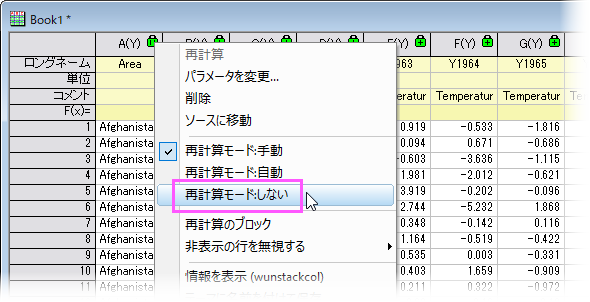 Book1 *
A(Y) F(Y) G(Y)
ロングネーム Area 1963 Y1964 Y1965
単位
コメント Temperatur Temperatur
F(x)=
1 Afghanista 0.919 -0.533 -1.816
2 Afghanista 0.094 0.671 -0.686
3 Afghanista -0.603 -3.636 -1.115
4 Afghanista 1.981 -2.012 -0.621
5 Afghanista 3.919 -0.202 -0.096
6 Afghanista 2.744 -5.232 1.868
7 Afghanista 0.348 -0.142 0.116
8 Afghanista 1.164 -0.519 -0.422
9 Afghanista 0.535 0.003 -0.331
10 Afghanista 0.403 1.659 -0.909
再計算
パラメータを変更...
削除
ソースに移動
再計算モード:手動
再計算モード:自動
再計算モード:しない
再計算のブロック
非表示の行を無視する
情報を表示 (wunstackcol)